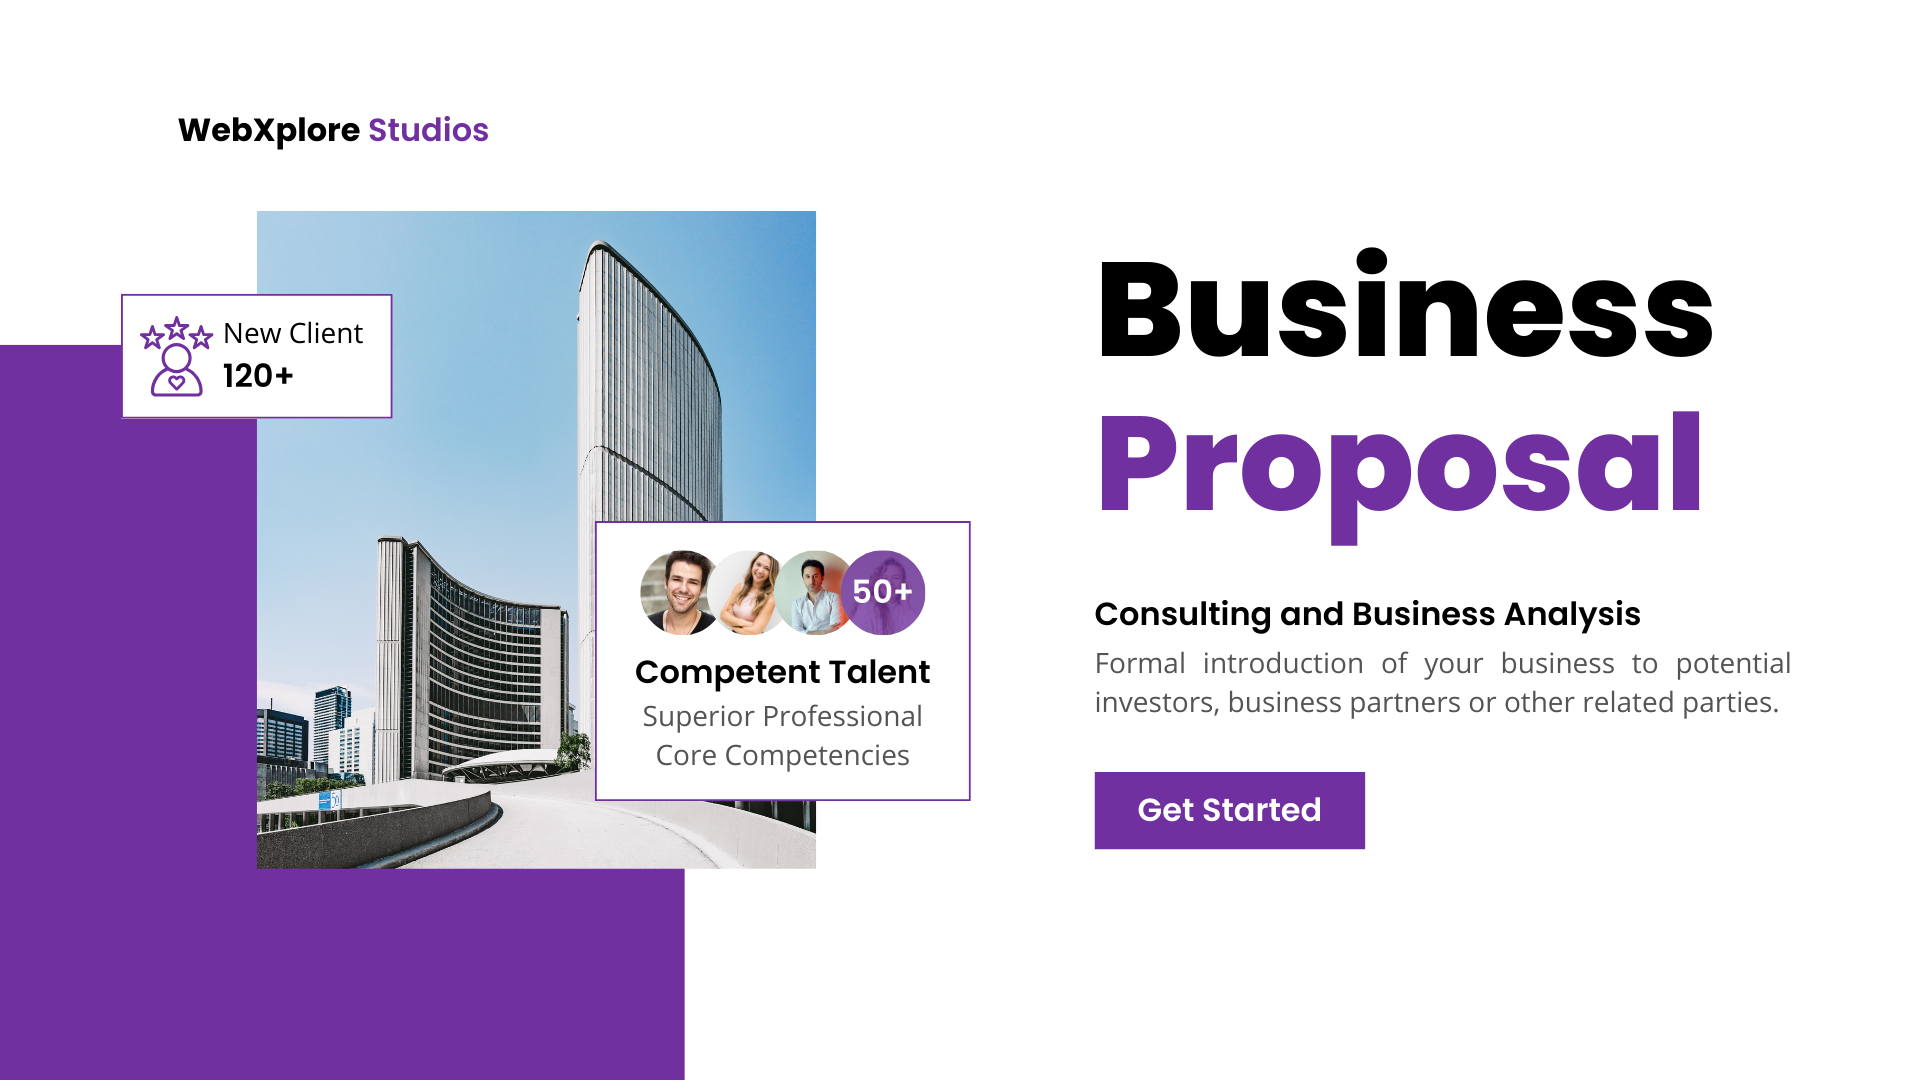 WebXplore Studios
New Client
120+
50+
Competent Talent
Superior Professional
Core Competencies
Business
Proposal
Consulting and Business Analysis
Formal introduction of your business to potential
investors, business partners or other related parties.
Get Started